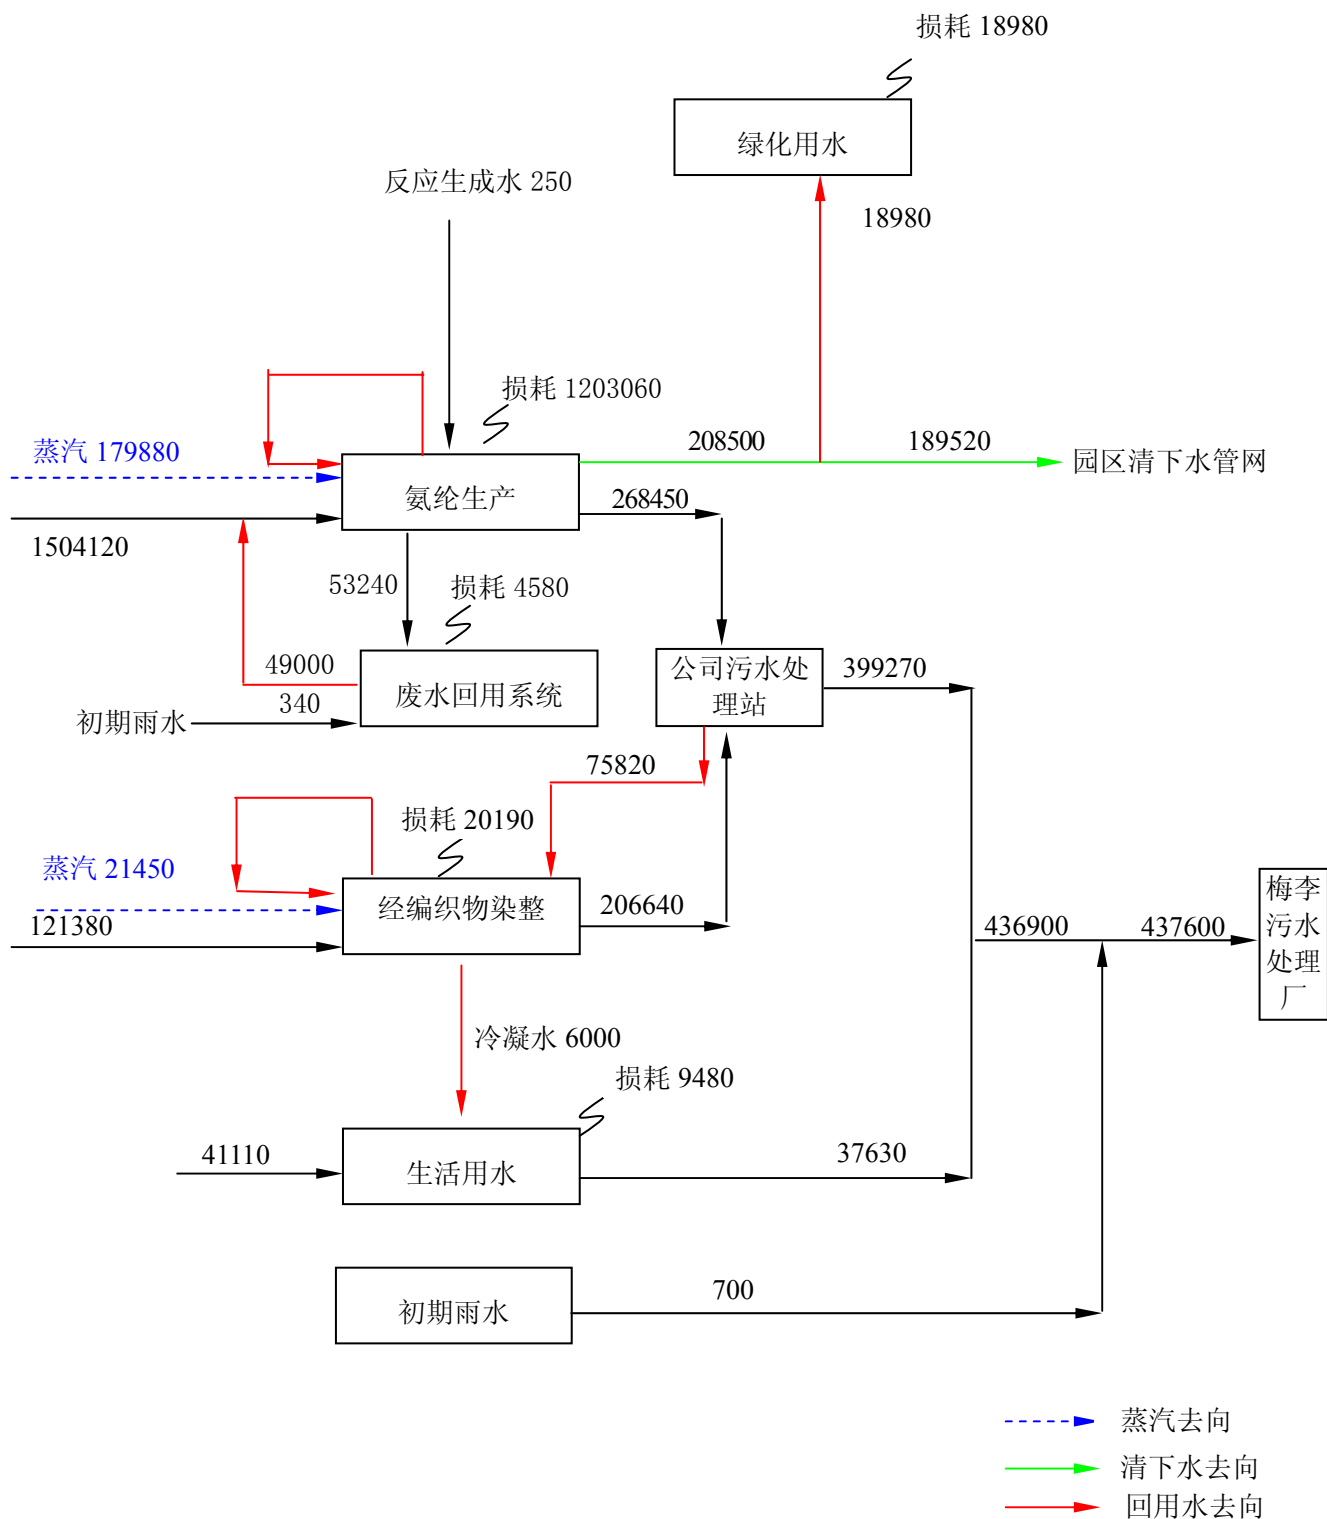 损耗 18980
绿化用水
反应生成水 250
18980
损耗 1203060
蒸汽 179880
208500
189520
园区清下水管网
氨纶生产
268450
1504120
53240
损耗 4580
49000
公司污水处
理站
399270
废水回用系统
340
初期雨水
75820
损耗 20190
蒸汽 21450
经编织物染整
206640
121380
436900
437600
梅李
污水
处理
厂
冷凝水 6000
损耗 9480
41110
生活用水
37630
700
初期雨水
蒸汽去向
清下水去向
回用水去向